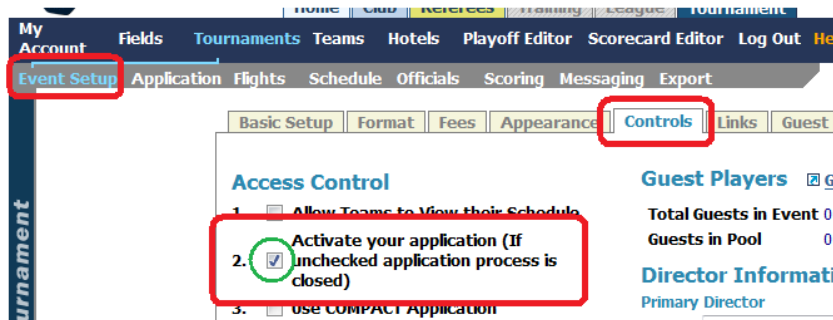 Home Club Referees Training League Tournament
My Account Fields Tournaments Teams Hotels Playoff Editor Scorecard Editor Log Out
Event Setup Application Flights Schedule Officials Scoring Messaging Export
Basic Setup Format Fees Appearance Controls Links Guest
Access Control
1. Allow Teams to View their Schedule
2. Activate your application (If
unchecked application process is
closed)
3. Use COMPACT Application
Guest Players
Total Guests in Event 0
Guests in Pool 0
Director Informati
Primary Director